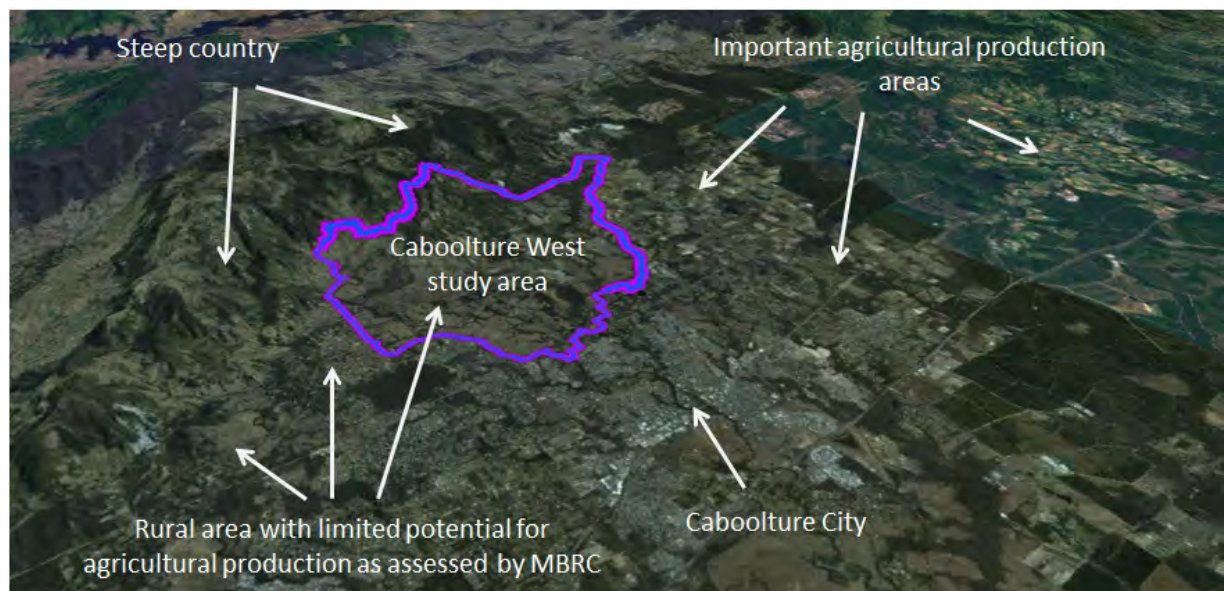 Steep country
Important agricultural production
areas
Caboolture West
study area
Rural area with limited potential for
agricultural production as assessed by MBRC
Caboolture City